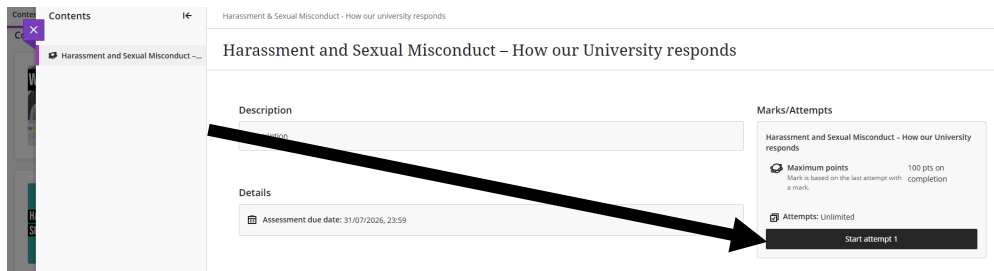 Contents
Harassment and Sexual Misconduct –...
Harassment & Sexual Misconduct - How our university responds
Harassment and Sexual Misconduct – How our University responds
Description
Details
Assessment due date: 31/07/2026, 23:59
Marks/Attempts
Harassment and Sexual Misconduct – How our University
responds
Maximum points
100 pts on
completion
Mark is based on the last attempt with
a mark.
Attempts: Unlimited
Start attempt 1